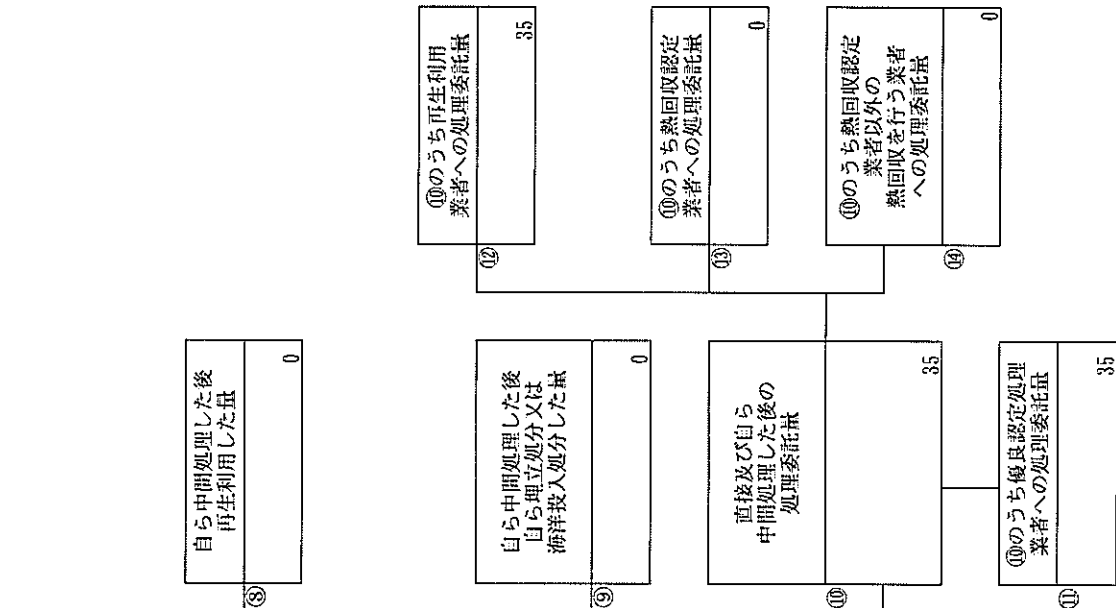 ⑧
自ら中間処理した後
再生利用した量
0
⑨
自ら中間処理した後
自ら埋立処分又は
海洋投入処分した量
0
⑩
直接及び自ら
中間処理した後の
処理委託量
35
⑪
⑩のうち優良認定処理
業者への処理委託量
35
⑫
⑩のうち再生利用
業者への処理委託量
35
⑬
⑩のうち熱回収認定
業者への処理委託量
0
⑭
⑩のうち熱回収認定
業者以外の
熱回収を行う業者
への処理委託量
0